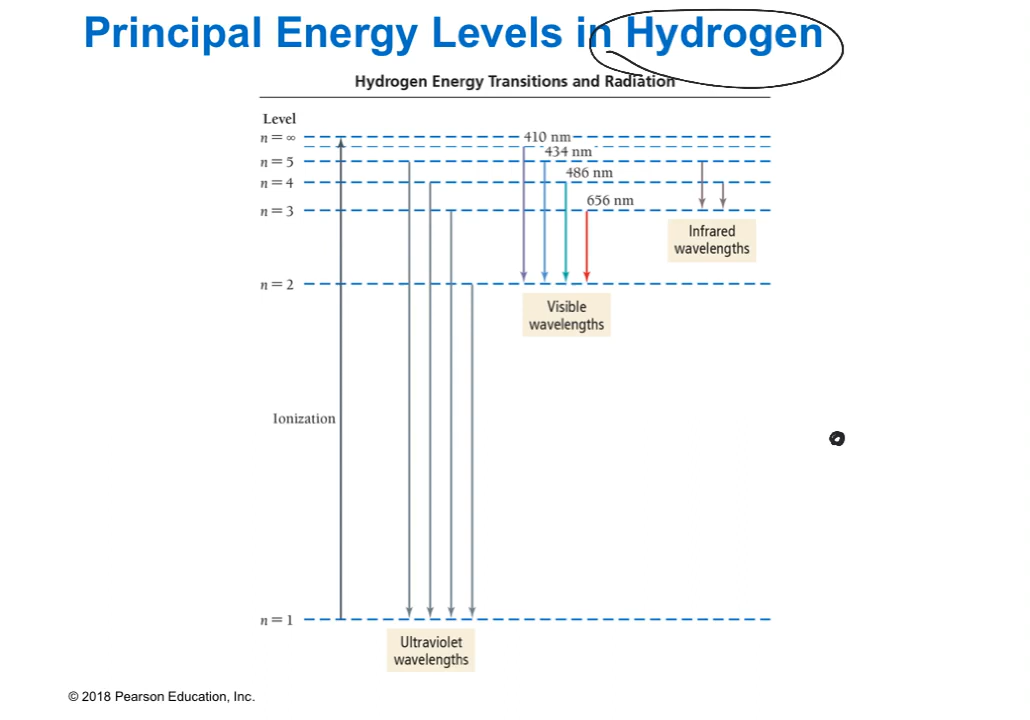 Principal Energy Levels in Hydrogen
Hydrogen Energy Transitions and Radiation
Level
n = ∞
410 nm
434 nm
n = 5
486 nm
n = 4
656 nm
n = 3
Infrared
wavelengths
n = 2
Visible
wavelengths
Ionization
n = 1
Ultraviolet
wavelengths
© 2018 Pearson Education, Inc.